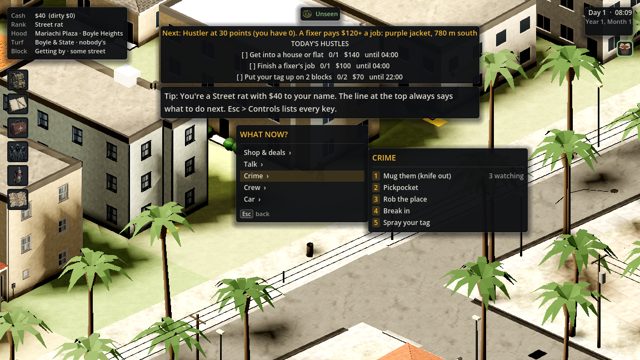 Cash $40 (dirty $0)
Rank Street rat
Hood Mariachi Plaza · Boyle Heights
Turf Boyle & State · nobody's
Block Getting by · some street
Unseen
Day 1 · 08:09
Year 1, Month 1
Next: Hustler at 30 points (you have 0). A fixer pays $120+ a job: purple jacket, 780 m south
TODAY'S HUSTLES
[ ] Get into a house or flat 0/1 $140 until 04:00
[ ] Finish a fixer's job 0/1 $100 until 04:00
[ ] Put your tag up on 2 blocks 0/2 $70 until 22:00
Tip: You're a Street rat with $40 to your name. The line at the top always says
what to do next. Esc > Controls lists every key.
WHAT NOW?
Shop & deals ›
Talk ›
Crime ›
Crew ›
Car ›
Esc back
CRIME
1 Mug them (knife out) 3 watching
2 Pickpocket
3 Rob the place
4 Break in
5 Spray your tag